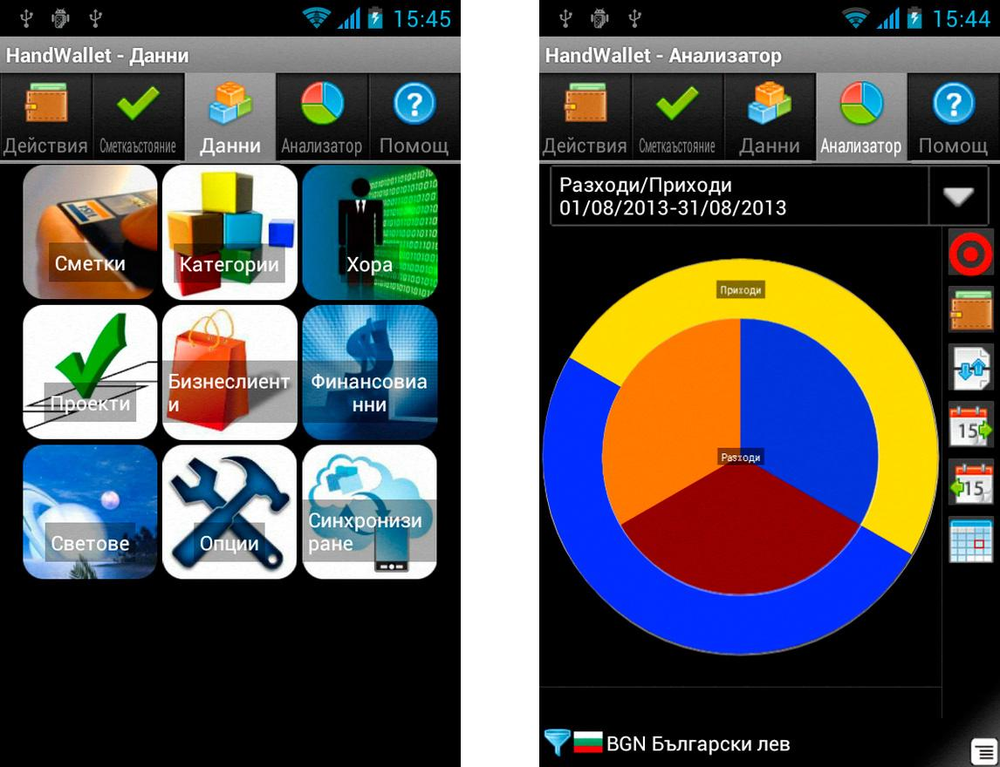 15:45
HandWallet - Данни
Действия
Сметкаъстояние
Данни
Анализатор
Помощ
Сметки
Категории
Хора
Проекти
Бизнеслиент
и
Финансовиа
нни
Светове
Опции
Синхронизи
ране
15:44
HandWallet - Анализатор
Действия
Сметкаъстояние
Данни
Анализатор
Помощ
Разходи/Приходи
01/08/2013-31/08/2013
Приходи
Разходи
15
15
BGN Български лев